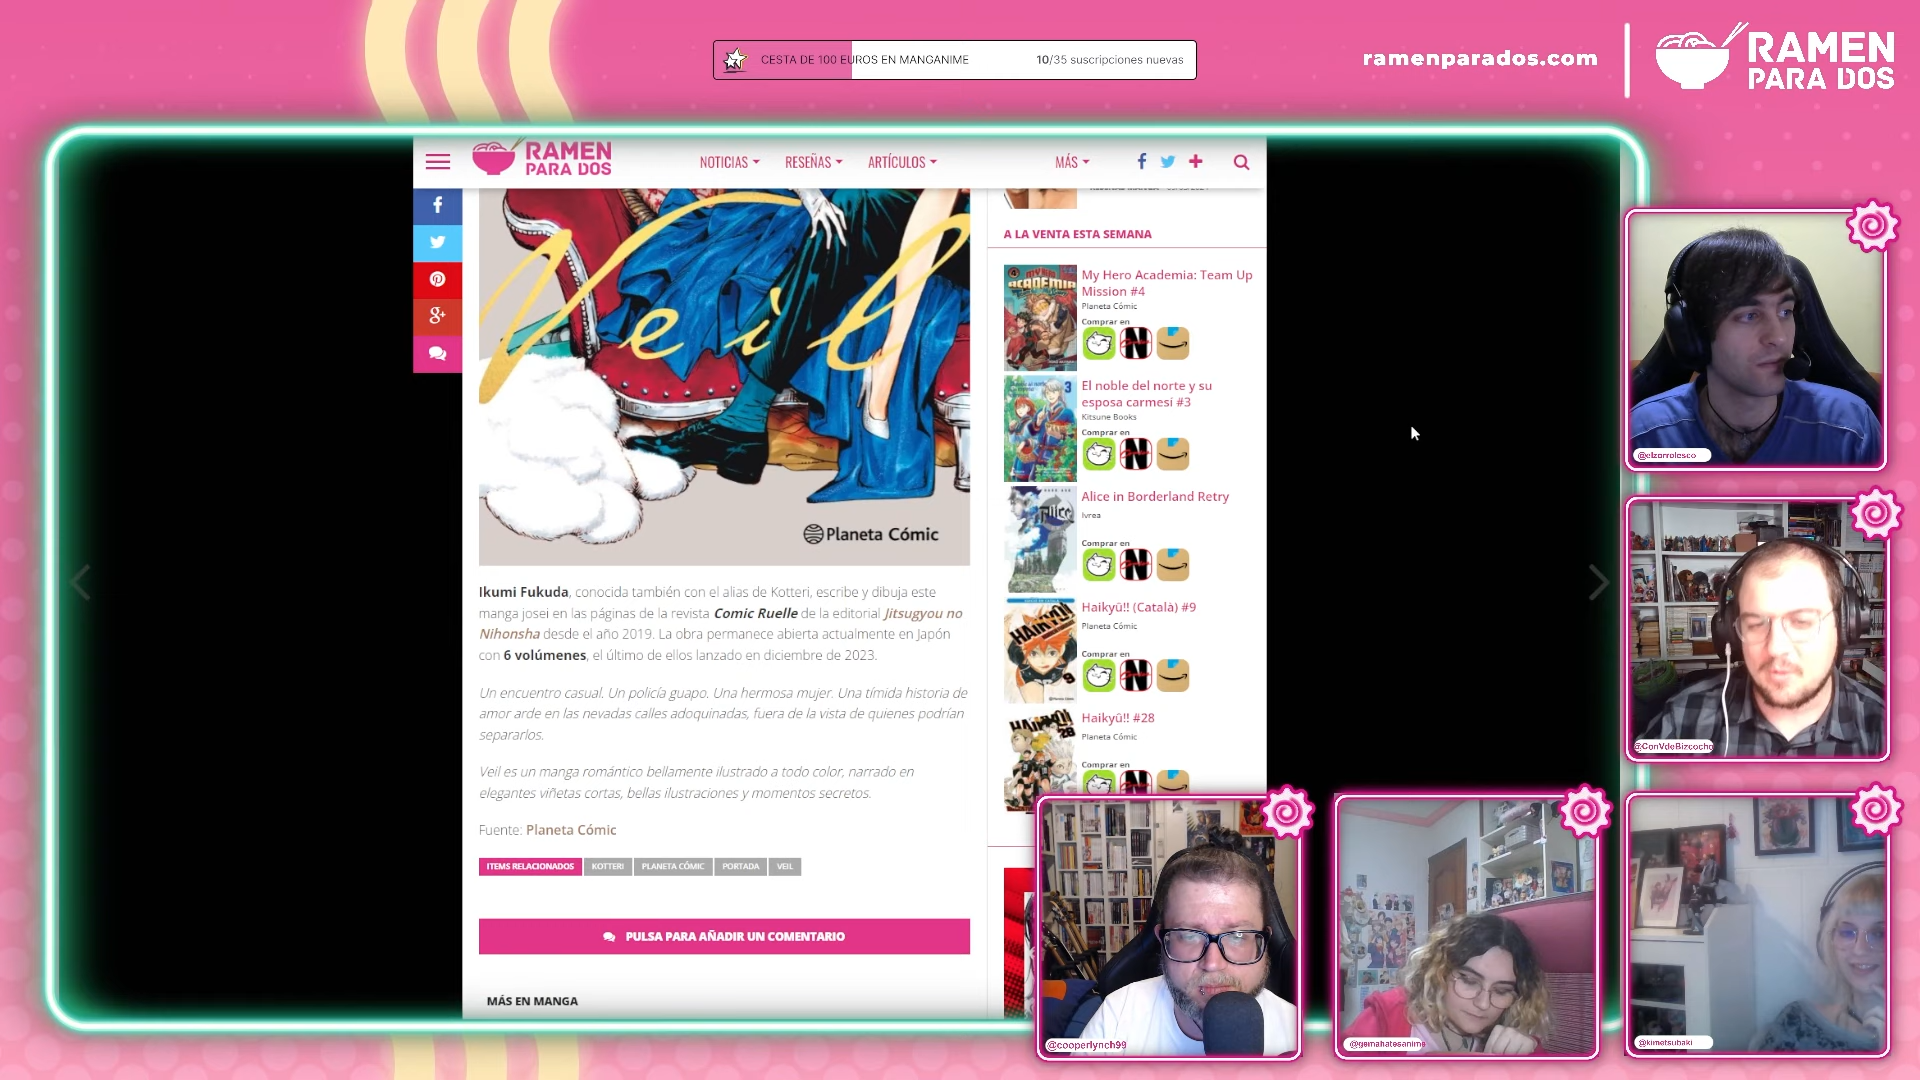 CESTA DE 100 EUROS EN MANGANIME
10/35 suscripciones nuevas
ramenparados.com
RAMEN
PARA DOS
RAMEN
PARA DOS
NOTICIAS
RESEÑAS
ARTÍCULOS
MÁS
Veil
Planeta Cómic
Ikumi Fukuda, conocida también con el alias de Kotteri, escribe y dibuja este
manga josei en las páginas de la revista Comic Ruelle de la editorial Jitsugyou no
Nihonsha desde el año 2019. La obra permanece abierta actualmente en Japón
con 6 volúmenes, el último de ellos lanzado en diciembre de 2023.
Un encuentro casual. Un policía guapo. Una hermosa mujer. Una tímida historia de
amor arde en las nevadas calles adoquinadas, fuera de la vista de quienes podrían
separarlos.
Veil es un manga romántico bellamente ilustrado a todo color, narrado en
elegantes viñetas cortas, bellas ilustraciones y momentos secretos.
Fuente: Planeta Cómic
ITEMS RELACIONADOS
KOTTERI
PLANETA CÓMIC
PORTADA
VEIL
PULSA PARA AÑADIR UN COMENTARIO
MÁS EN MANGA
A LA VENTA ESTA SEMANA
My Hero Academia: Team Up
Mission #4
Planeta Cómic
Comprar en
El noble del norte y su
esposa carmesí #3
Kitsune Books
Comprar en
Alice in Borderland Retry
Ivrea
Comprar en
Haikyû!! (Català) #9
Planeta Cómic
Comprar en
Haikyû!! #28
Planeta Cómic
Comprar en
@elzorrolesco
@ConVdeBizcocho
@cooperlynch99
@gemahatesanime
@kimetsubaki